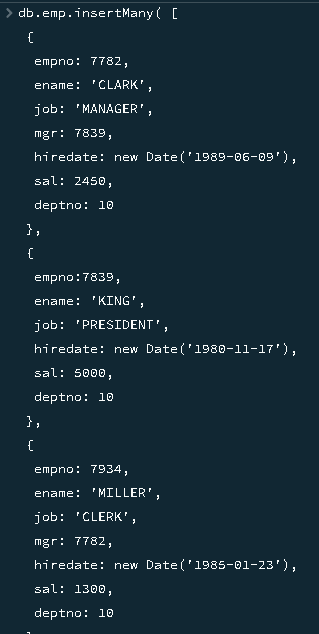 > db.emp.insertMany( [
{
empno: 7782,
ename: 'CLARK',
job: 'MANAGER',
mgr: 7839,
hiredate: new Date('1989-06-09'),
sal: 2450,
deptno: 10
},
{
empno:7839,
ename: 'KING',
job: 'PRESIDENT',
hiredate: new Date('1980-11-17'),
sal: 5000,
deptno: 10
},
{
empno: 7934,
ename: 'MILLER',
job: 'CLERK',
mgr: 7782,
hiredate: new Date('1985-01-23'),
sal: 1300,
deptno: 10